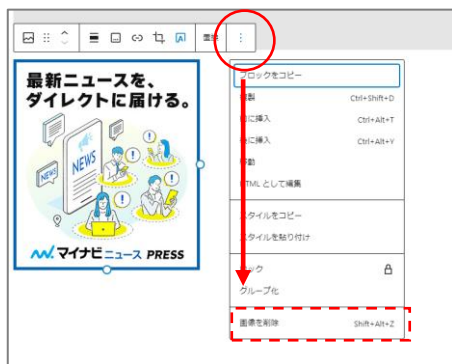 置換
最新ニュースを、
ダイレクトに届ける。
NEWS
NEWS
マイナビニュース PRESS
ブロックをコピー
Ctrl+Shift+D
に挿入
Ctrl+Alt+T
に挿入
Ctrl+Alt+Y
移動
HTML として編集
スタイルをコピー
スタイルを貼り付け
ロック
グループ化
画像を削除
Shift+Alt+Z